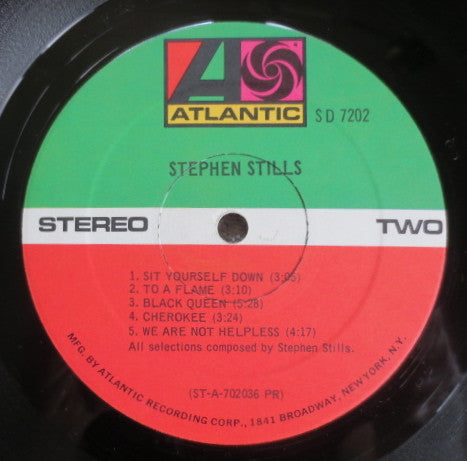 ATLANTIC
SD 7202
STEPHEN STILLS
STEREO TWO
1. SIT YOURSELF DOWN (3:05)
2. TO A FLAME (3:10)
3. BLACK QUEEN (5:28)
4. CHEROKEE (3:24)
5. WE ARE NOT HELPLESS (4:17)
All selections composed by Stephen Stills.
(ST-A-702036 PR)
MFG. BY ATLANTIC RECORDING CORP., 1841 BROADWAY, NEW YORK, N.Y.